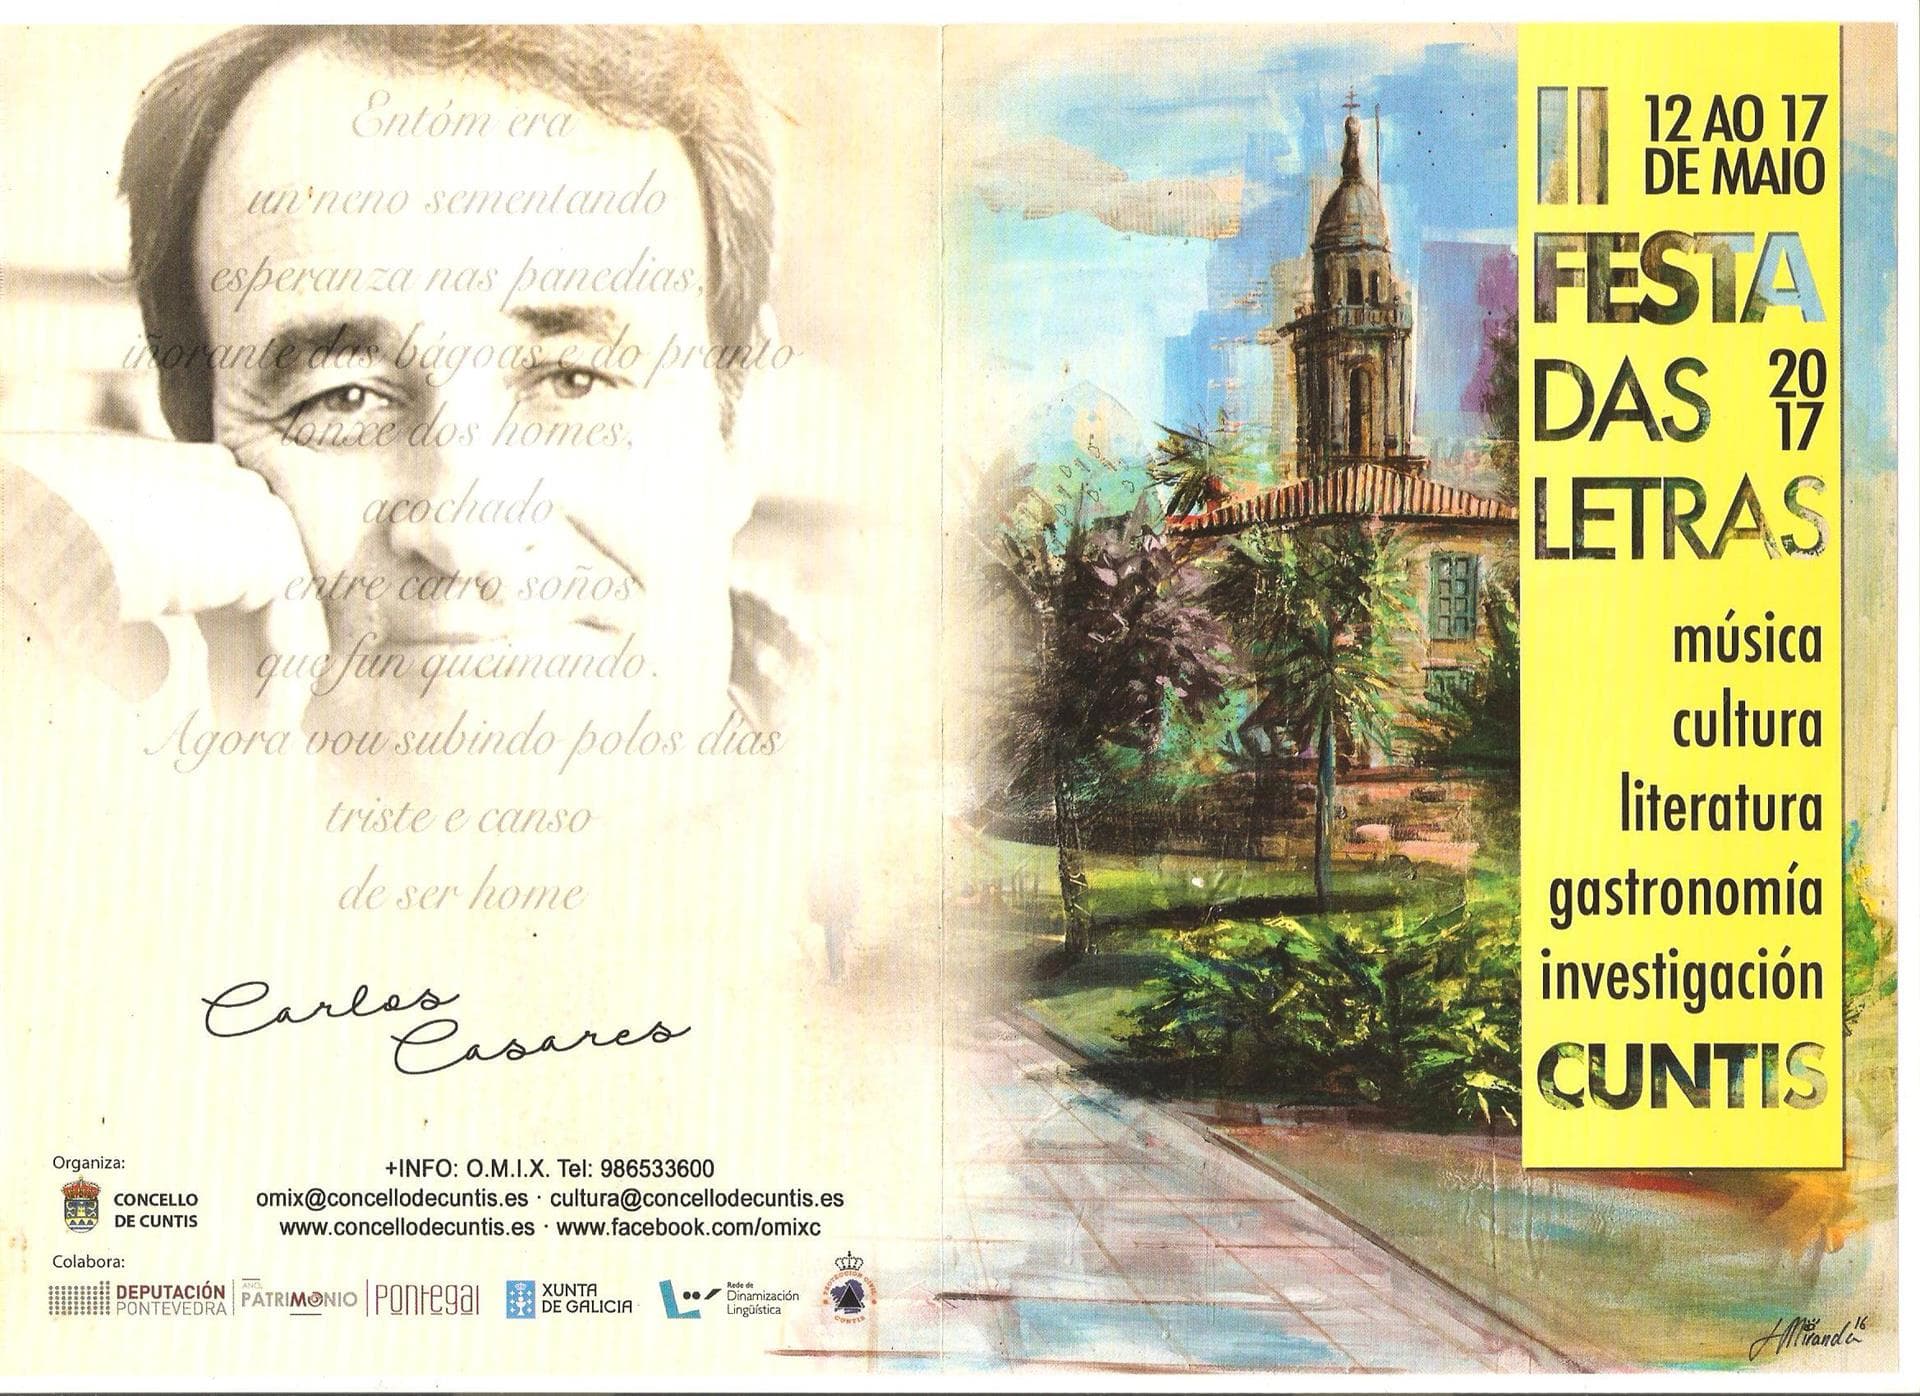 Entóm era
un neno sementando
esperanza nas panedias,
iñorante das bágoas e do pranto
lonxe dos homes,
acochado
entre catro soños
que fun queimando.
Agora vou subindo polos días
triste e canso
de ser home
Carlos
Casares
Organiza:
CONCELLO
DE CUNTIS
+INFO: O.M.I.X. Tel: 986533600
omix@concellodecuntis.es · cultura@concellodecuntis.es
www.concellodecuntis.es · www.facebook.com/omixc
Colabora:
DEPUTACIÓN
PONTEVEDRA
PATRIMONIO
PONTEGAL
XUNTA
DE GALICIA
Rede de
Dinamización
Lingüística
PROTECCION CIVIL
CUNTIS
II
12 AO 17
DE MAIO
FESTA
DAS
20
17
LETRAS
música
cultura
literatura
gastronomía
investigación
CUNTIS
Miranda 16